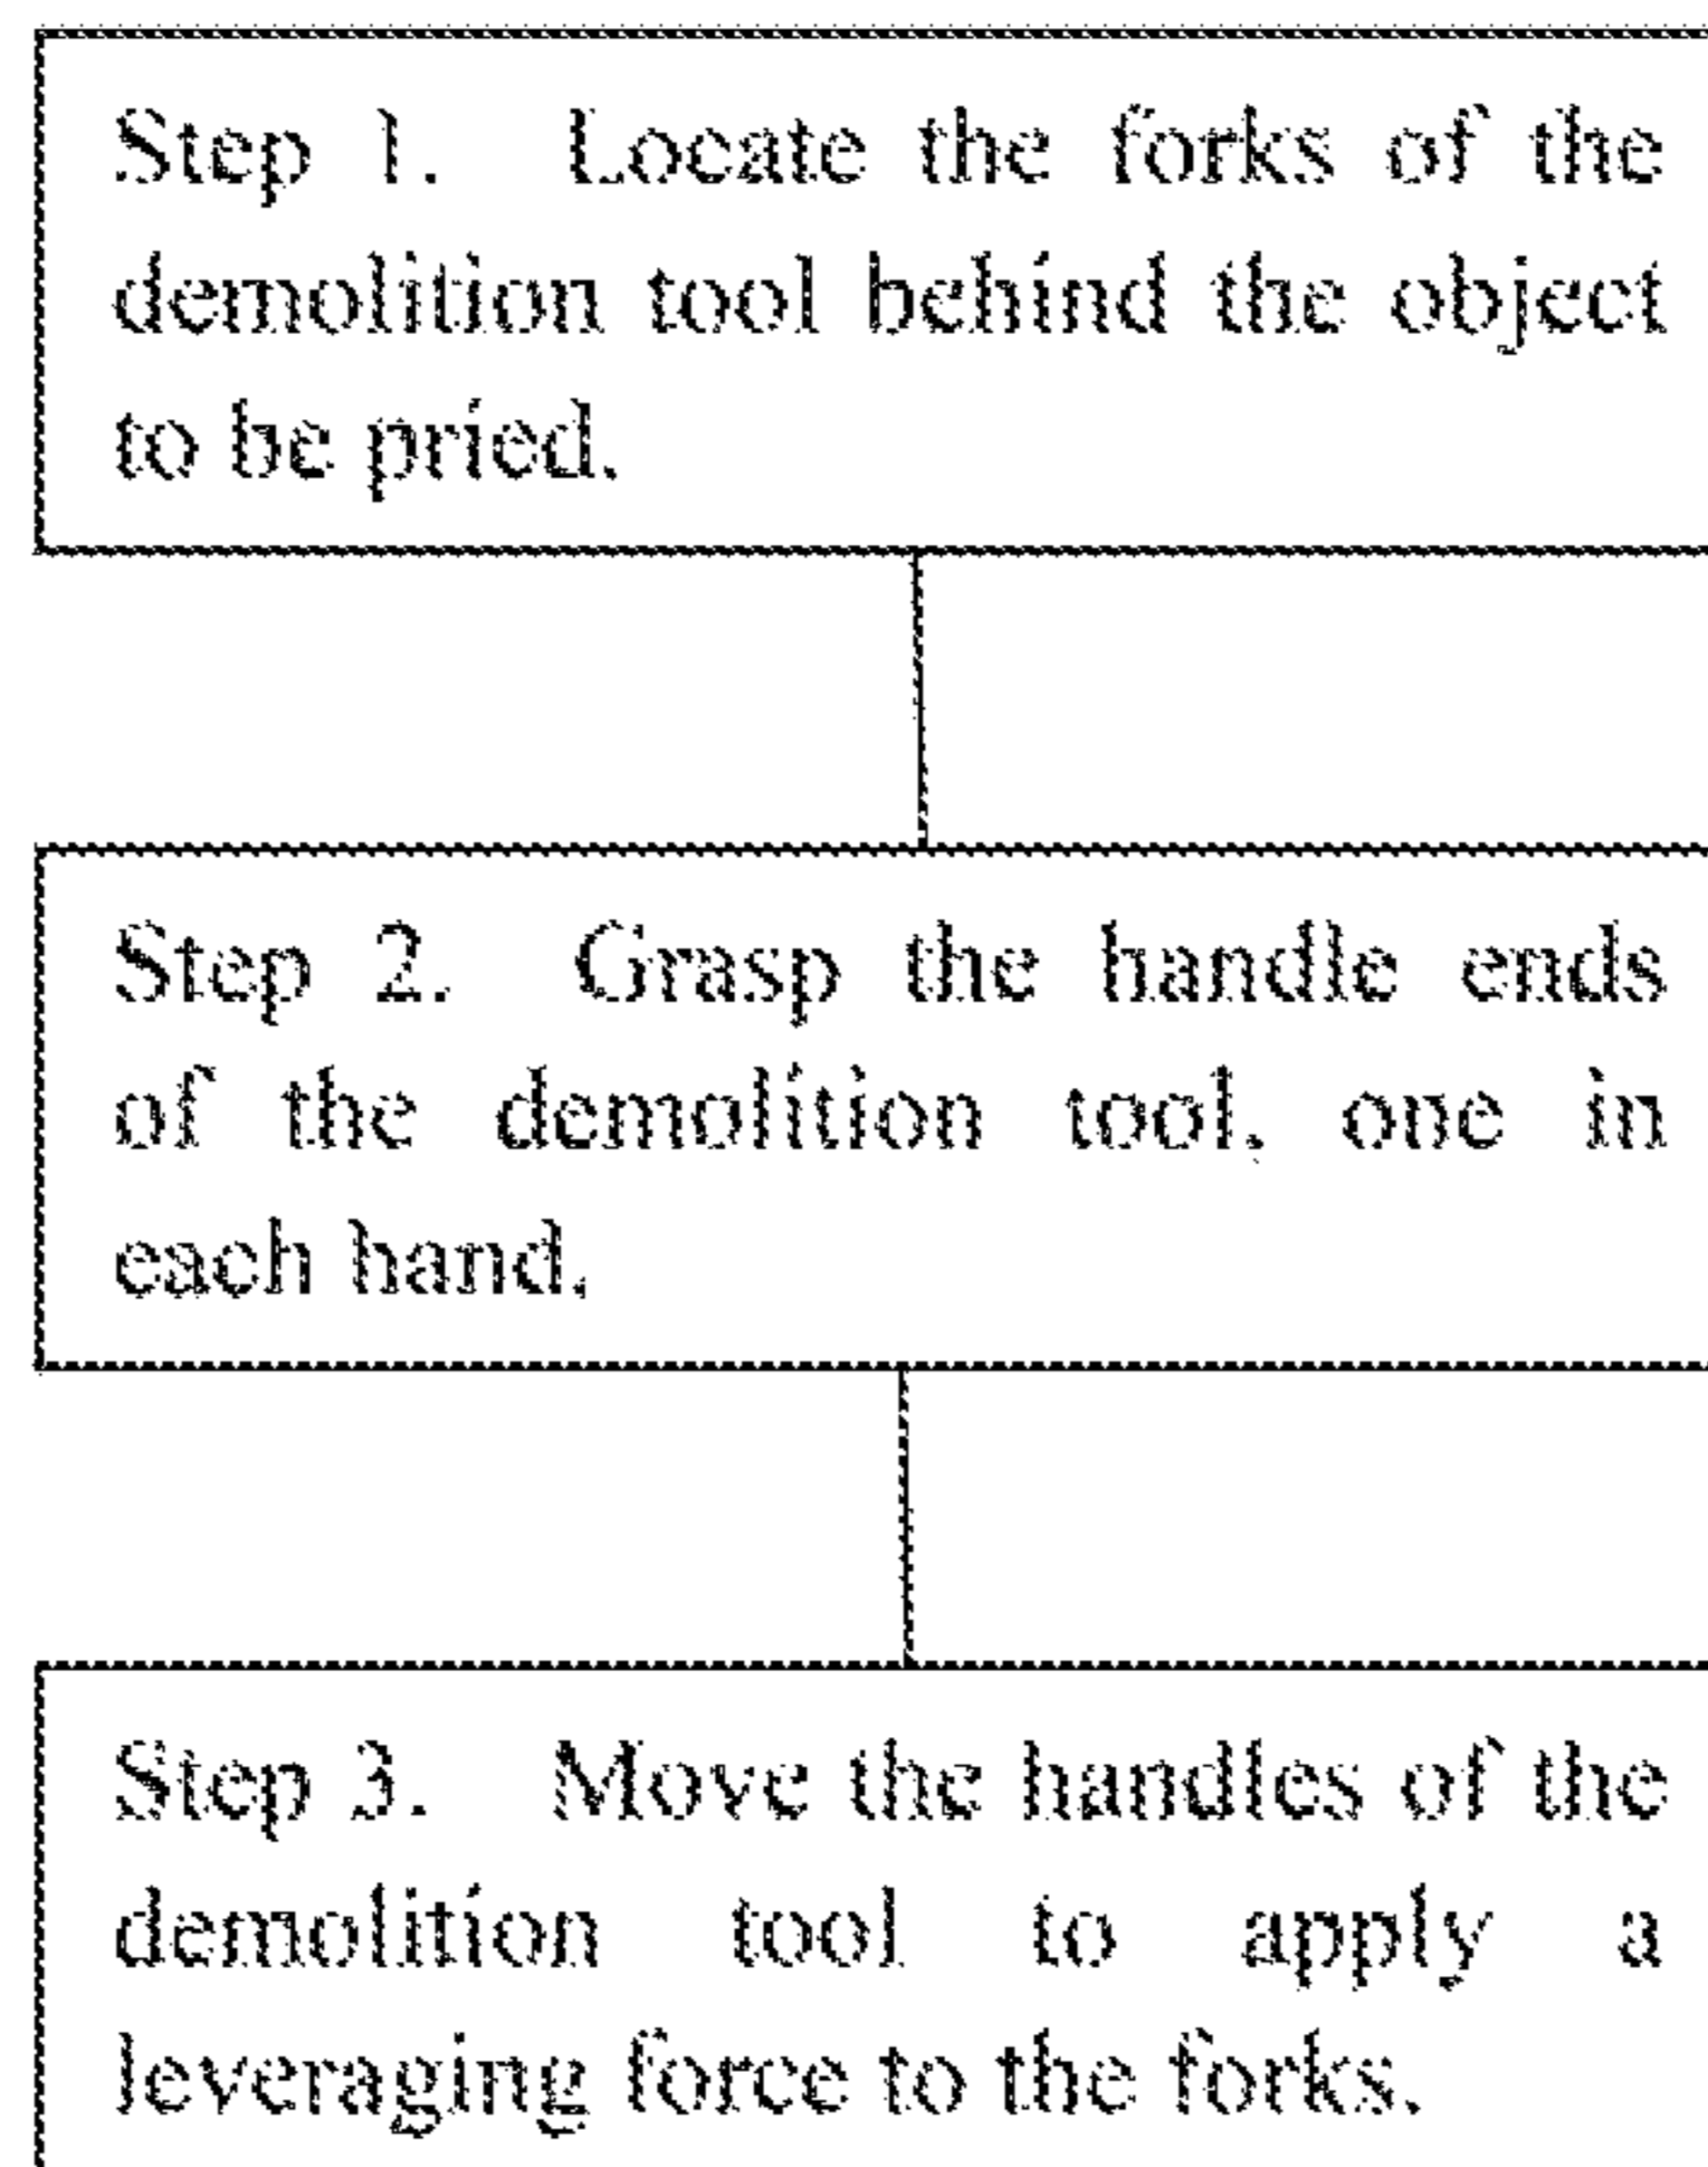 Step 1. Locate the forks of the
demolition tool behind the object
to be pried.
Step 2. Grasp the handle ends
of the demolition tool, one in
each hand.
Step 3. Move the handles of the
demolition tool to apply a
leveraging force to the forks.